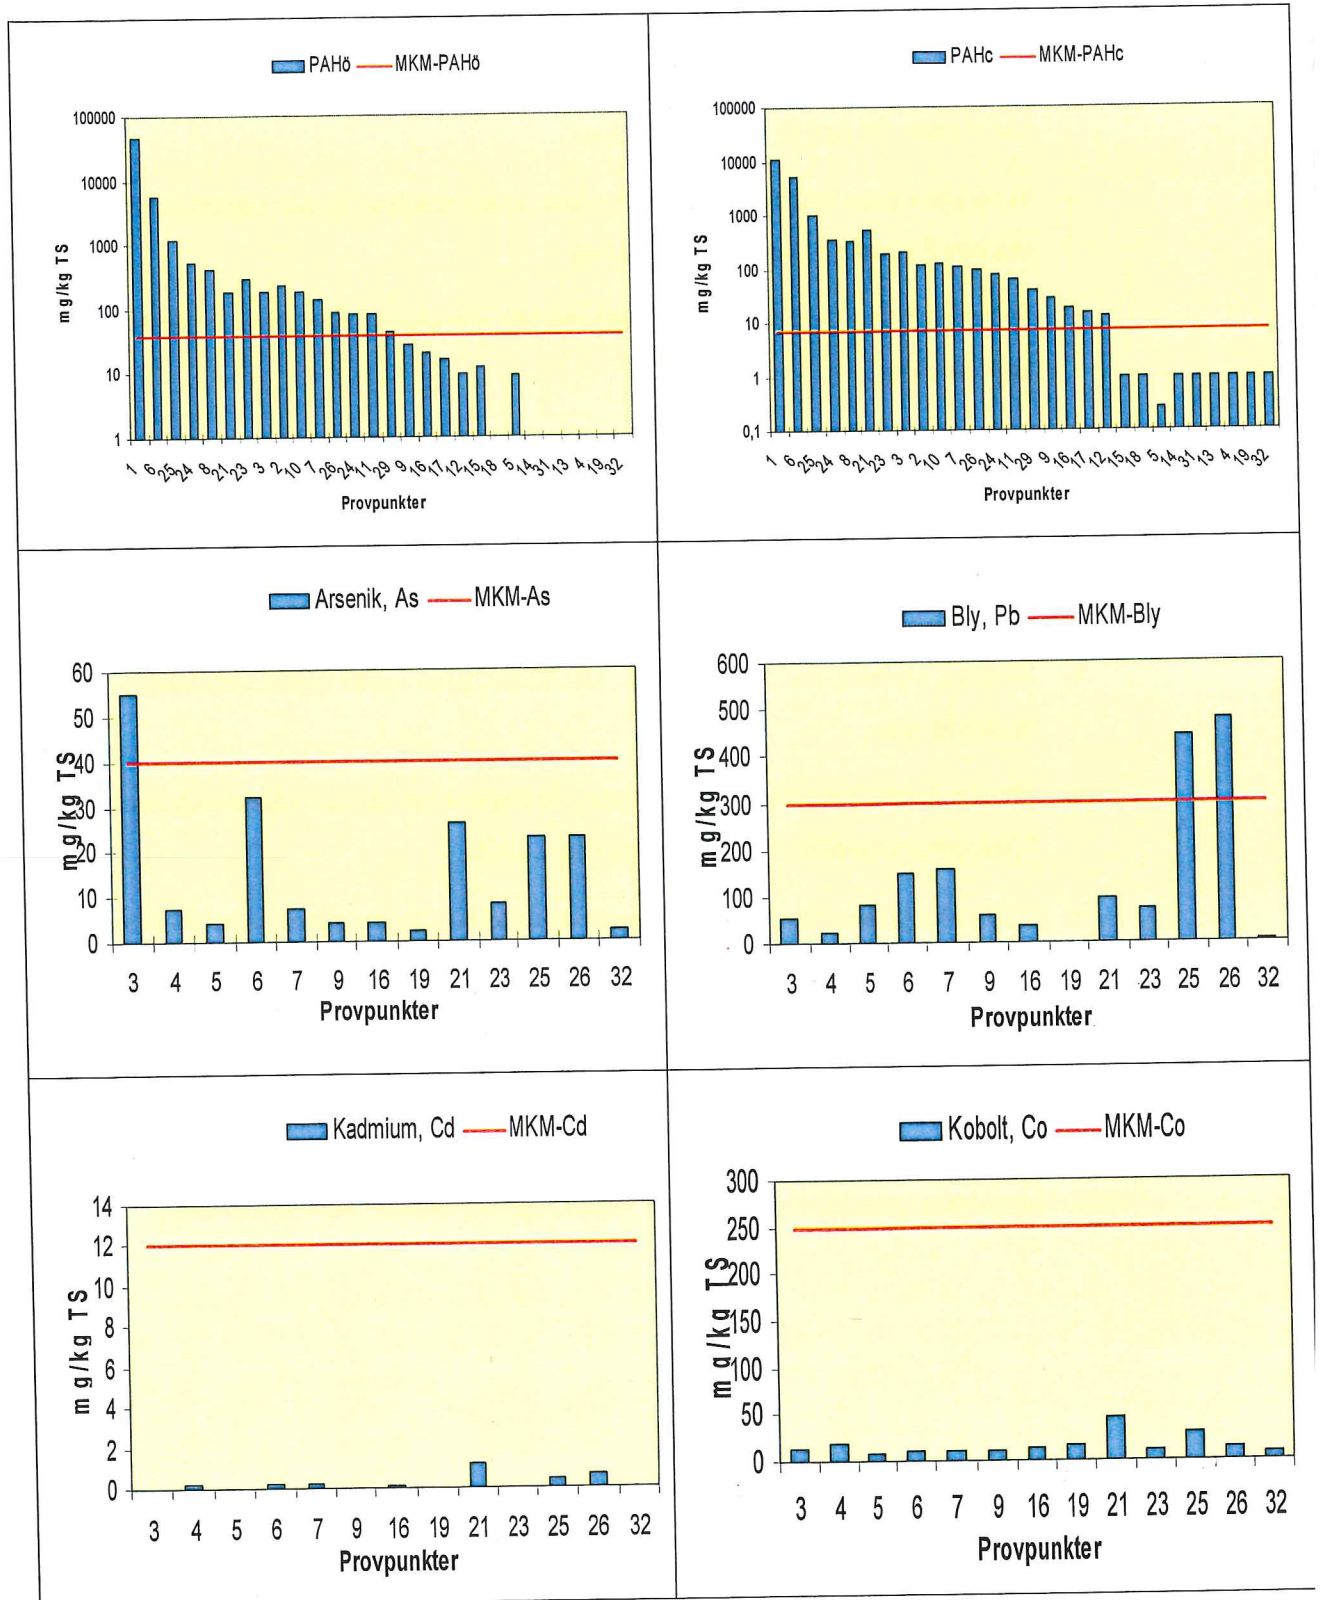 PAHö MKM-PAHö
100000
10000
1000
100
10
1
mg/kg TS
1 6 25 24 8 21 23 3 2 10 7 26 24 11 29 9 16 17 12 15 18 5 14 31 13 4 19 32
Provpunkter
PAHc MKM-PAHc
100000
10000
1000
100
10
1
0,1
mg/kg TS
1 6 25 24 8 21 23 3 2 10 7 26 24 11 29 9 16 17 12 15 18 5 14 31 13 4 19 32
Provpunkter
Arsenik, As MKM-As
60
50
40
30
20
10
0
mg/kg TS
3 4 5 6 7 9 16 19 21 23 25 26 32
Provpunkter
Bly, Pb MKM-Bly
600
500
400
300
200
100
0
mg/kg TS
3 4 5 6 7 9 16 19 21 23 25 26 32
Provpunkter
Kadmium, Cd MKM-Cd
14
12
10
8
6
4
2
0
mg/kg TS
3 4 5 6 7 9 16 19 21 23 25 26 32
Provpunkter
Kobolt, Co MKM-Co
300
250
200
150
100
50
0
mg/kg TS
3 4 5 6 7 9 16 19 21 23 25 26 32
Provpunkter